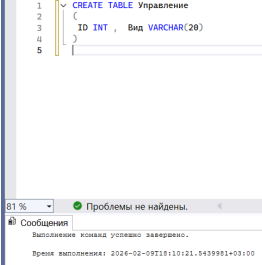 1 CREATE TABLE Управление
2 (
3 ID INT , Вид VARCHAR(20)
4 )
5
81 % Проблемы не найдены.
Сообщения
Выполнение команд успешно завершено.
Время выполнения: 2026-02-09T18:10:21.5439981+03:00